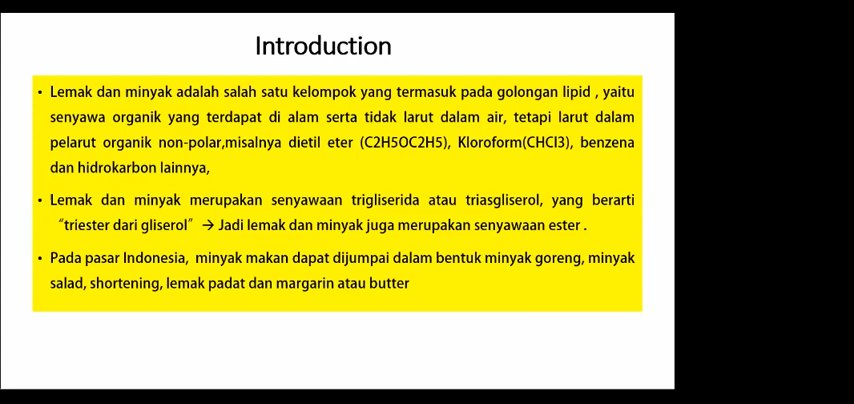 Introduction
• Lemak dan minyak adalah salah satu kelompok yang termasuk pada golongan lipid , yaitu
senyawa organik yang terdapat di alam serta tidak larut dalam air, tetapi larut dalam
pelarut organik non-polar,misalnya dietil eter (C2H5OC2H5), Kloroform(CHCl3), benzena
dan hidrokarbon lainnya,
• Lemak dan minyak merupakan senyawaan trigliserida atau triasgliserol, yang berarti
“triester dari gliserol” → Jadi lemak dan minyak juga merupakan senyawaan ester .
• Pada pasar Indonesia, minyak makan dapat dijumpai dalam bentuk minyak goreng, minyak
salad, shortening, lemak padat dan margarin atau butter